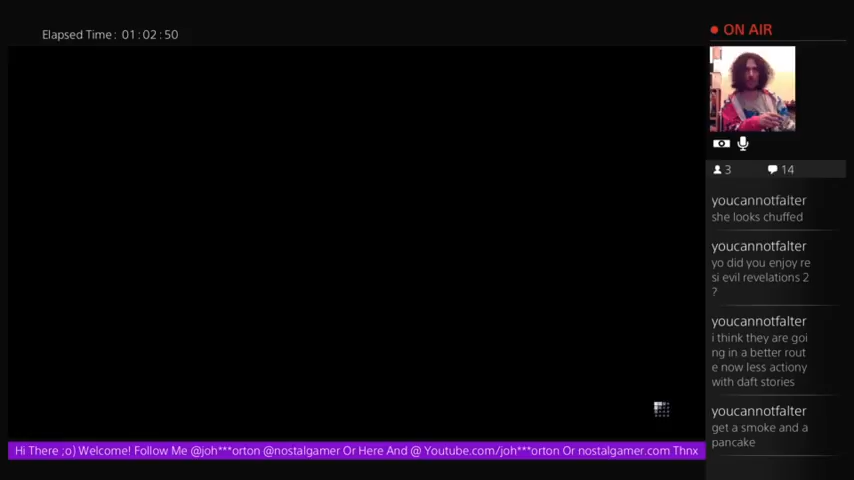 Elapsed Time: 01:02:50
ON AIR
3 14
youcannotfalter
she looks chuffed
youcannotfalter
yo did you enjoy re
si evil revelations 2
?
youcannotfalter
i think they are goi
ng in a better rout
e now less actiony
with daft stories
youcannotfalter
get a smoke and a
pancake
Hi There ;o) Welcome! Follow Me @joh***orton @nostalgamer Or Here And @ Youtube.com/joh***orton Or nostalgamer.com Thnx